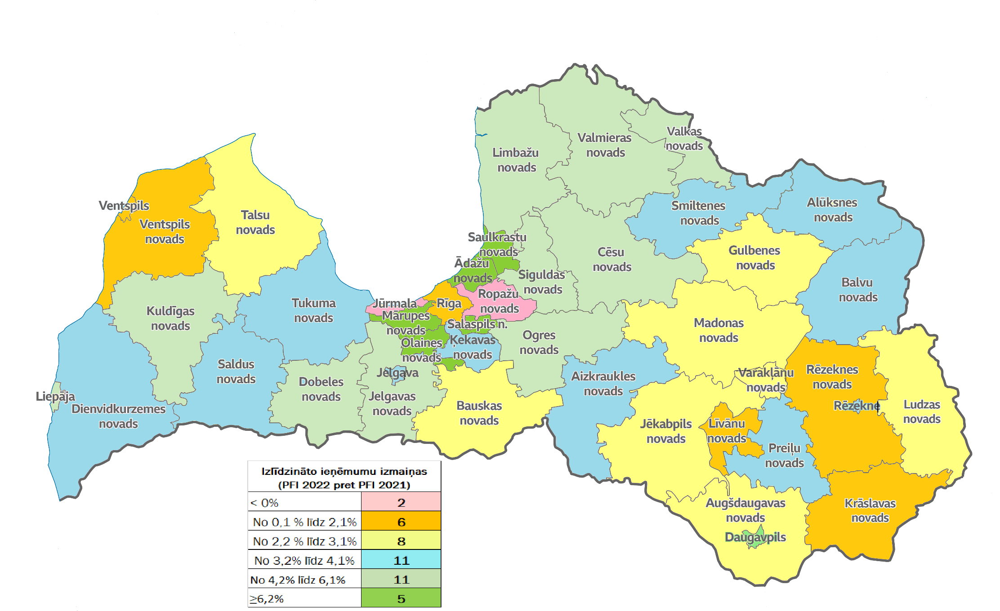 Valkas
novads
Valmieras
novads
Limbažu
novads
Ventspils
Ventspils
novads
Talsu
novads
Smiltenes
novads
Alūksnes
novads
Saulkrastu
novads
Cēsu
novads
Gulbenes
novads
Ādažu
novads
Siguldas
novads
Balvu
novads
Ropažu
novads
Rīga
Jūrmala
Mārupes
novads
Tukuma
novads
Kuldīgas
novads
Salaspils n.
Olaines
novads
Ķekavas
novads
Ogres
novads
Madonas
novads
Saldus
novads
Jelgava
Dobeles
novads
Jelgavas
novads
Aizkraukles
novads
Varakļānu
novads
Rēzeknes
novads
Rēzekne
Ludzas
novads
Liepāja
Dienvidkurzemes
novads
Bauskas
novads
Jēkabpils
novads
Līvānu
novads
Preiļu
novads
Augšdaugavas
novads
Daugavpils
Krāslavas
novads
Izlīdzināto ieņēmumu izmaiņas
(PFI 2022 pret PFI 2021)
< 0% 2
No 0,1 % līdz 2,1% 6
No 2,2 % līdz 3,1% 8
No 3,2% līdz 4,1% 11
No 4,2% līdz 6,1% 11
≥6,2% 5